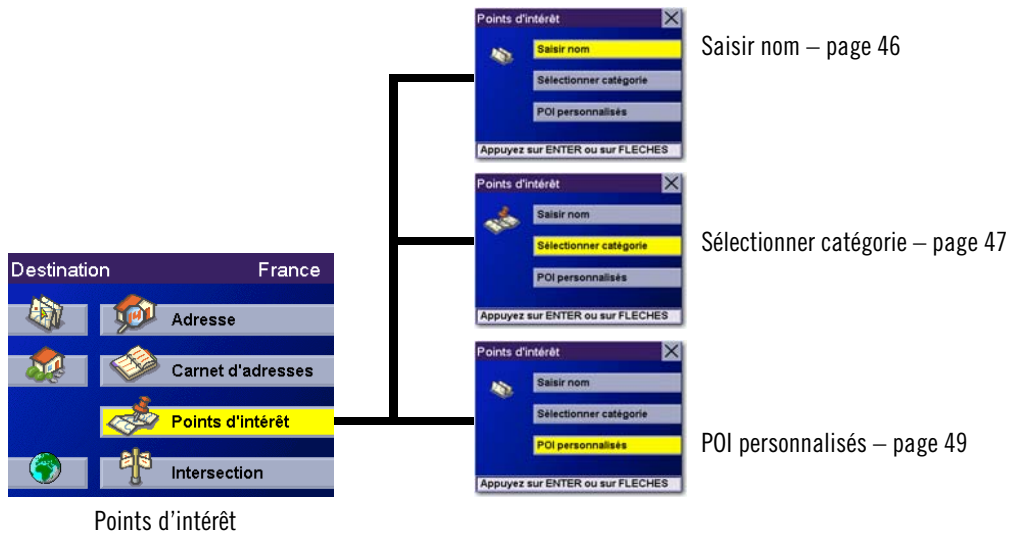 Points d'intérêt
Saisir nom
Sélectionner catégorie
POI personnalisés
Appuyez sur ENTER ou sur FLECHES
Saisir nom – page 46
Points d'intérêt
Saisir nom
Sélectionner catégorie
POI personnalisés
Appuyez sur ENTER ou sur FLECHES
Sélectionner catégorie – page 47
Destination France
Adresse
Carnet d'adresses
Points d'intérêt
Intersection
Points d'intérêt
Saisir nom
Sélectionner catégorie
POI personnalisés
Appuyez sur ENTER ou sur FLECHES
POI personnalisés – page 49
Points d’intérêt